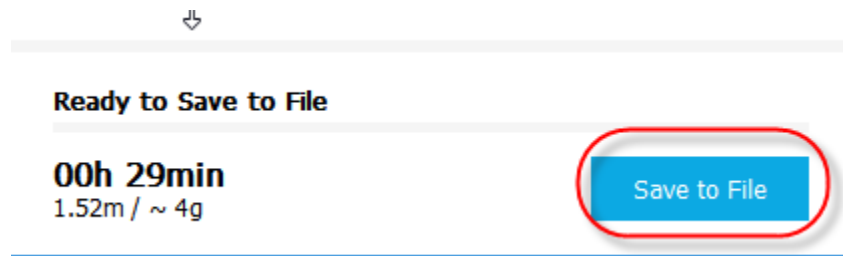 Ready to Save to File
00h 29min
1.52m / ~ 4g
Save to File